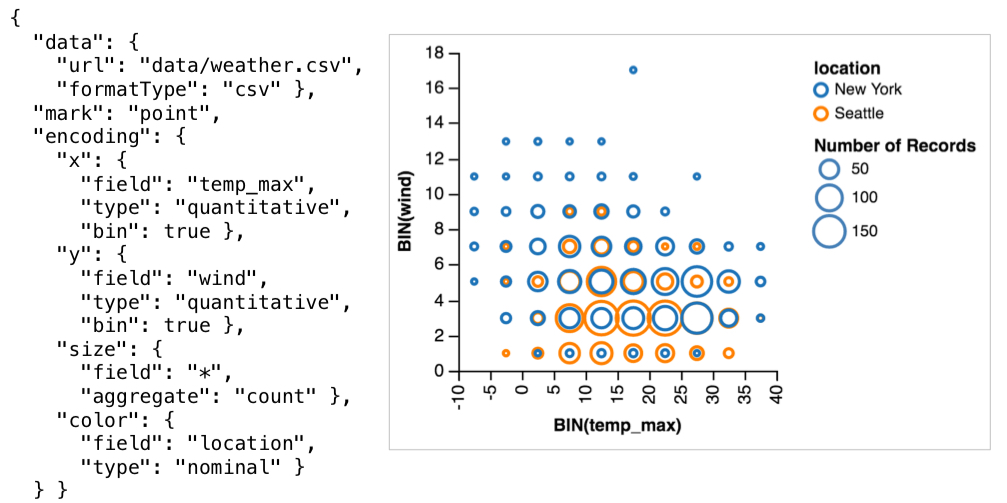 {
  "data": {
    "url": "data/weather.csv",
    "formatType": "csv" },
  "mark": "point",
  "encoding": {
    "x": {
      "field": "temp_max",
      "type": "quantitative",
      "bin": true },
    "y": {
      "field": "wind",
      "type": "quantitative",
      "bin": true },
    "size": {
      "field": "*",
      "aggregate": "count" },
    "color": {
      "field": "location",
      "type": "nominal" }
  } }
BIN(wind)
18
16
14
12
10
8
6
4
2
0
-10 -5 0 5 10 15 20 25 30 35 40
BIN(temp_max)
location
New York
Seattle
Number of Records
50
100
150